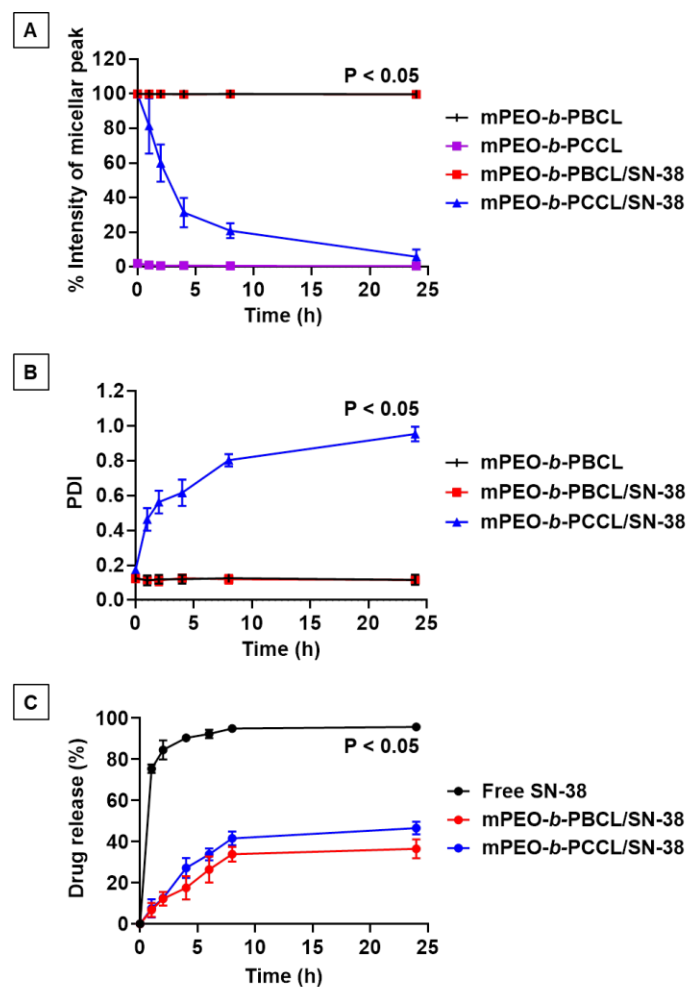 A
% Intensity of micellar peak
120
100
80
60
40
20
0
P < 0.05
0 5 10 15 20 25
Time (h)
mPEO-b-PBCL
mPEO-b-PCCL
mPEO-b-PBCL/SN-38
mPEO-b-PCCL/SN-38
B
PDI
1.2
1.0
0.8
0.6
0.4
0.2
0.0
P < 0.05
0 5 10 15 20 25
Time (h)
mPEO-b-PBCL
mPEO-b-PBCL/SN-38
mPEO-b-PCCL/SN-38
C
Drug release (%)
100
80
60
40
20
0
P < 0.05
0 5 10 15 20 25
Time (h)
Free SN-38
mPEO-b-PBCL/SN-38
mPEO-b-PCCL/SN-38